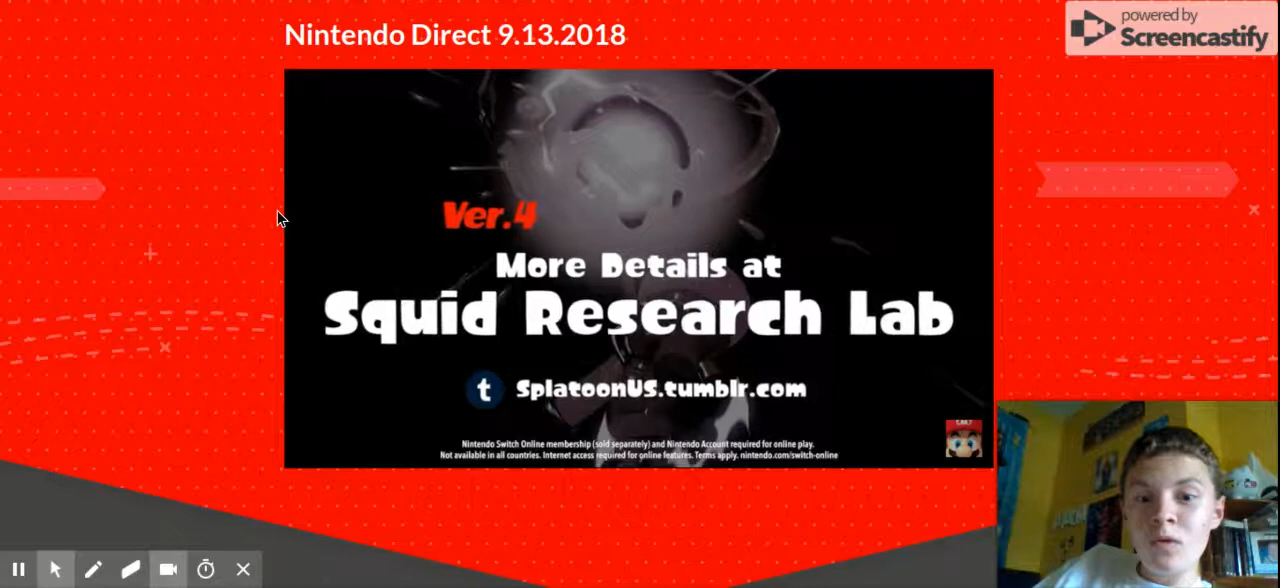 Nintendo Direct 9.13.2018
powered by
Screencastify
Ver.4
More Details at
Squid Research Lab
t SplatoonUS.tumblr.com
Nintendo Switch Online membership (sold separately) and Nintendo Account required for online play.
Not available in all countries. Internet access required for online features. Terms apply. nintendo.com/switch-online